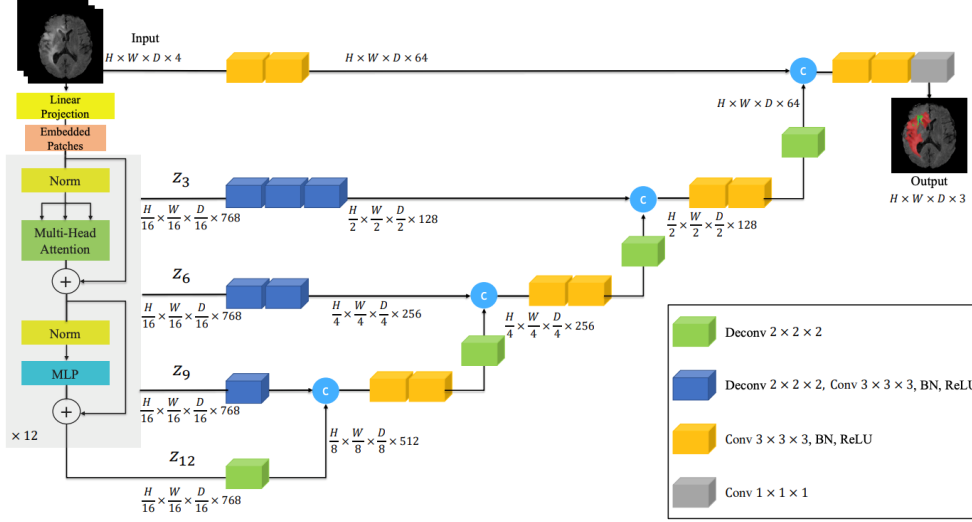 Input
H × W × D × 4
H × W × D × 64
C
Linear
Projection
Embedded
Patches
H × W × D × 64
Output
H × W × D × 3
Norm
Multi-Head
Attention
+
Norm
MLP
+
× 12
Z3
H/16 × W/16 × D/16 × 768
H/2 × W/2 × D/2 × 128
C
H/2 × W/2 × D/2 × 128
Z6
H/16 × W/16 × D/16 × 768
H/4 × W/4 × D/4 × 256
C
H/4 × W/4 × D/4 × 256
Z9
H/16 × W/16 × D/16 × 768
C
H/8 × W/8 × D/8 × 512
Z12
H/16 × W/16 × D/16 × 768
Deconv 2 × 2 × 2
Deconv 2 × 2 × 2, Conv 3 × 3 × 3, BN, ReLU
Conv 3 × 3 × 3, BN, ReLU
Conv 1 × 1 × 1